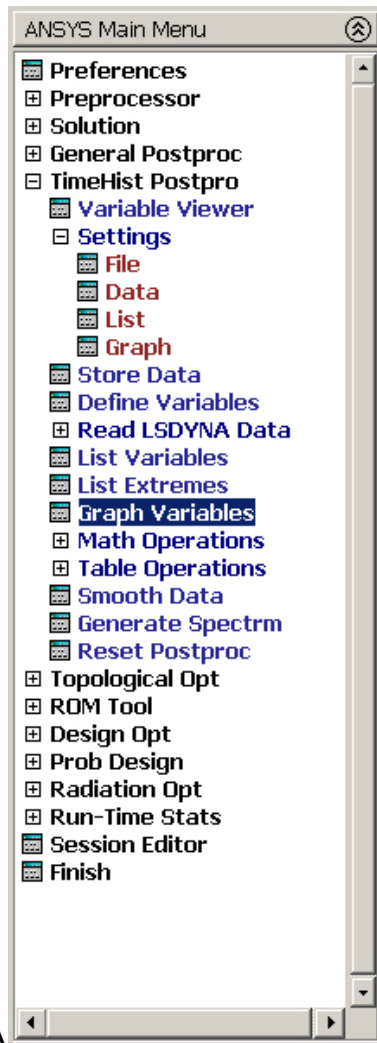 ANSYS Main Menu
Preferences
Preprocessor
Solution
General Postproc
TimeHist Postpro
Variable Viewer
Settings
File
Data
List
Graph
Store Data
Define Variables
Read LSDYNA Data
List Variables
List Extremes
Graph Variables
Math Operations
Table Operations
Smooth Data
Generate Spectrm
Reset Postproc
Topological Opt
ROM Tool
Design Opt
Prob Design
Radiation Opt
Run-Time Stats
Session Editor
Finish